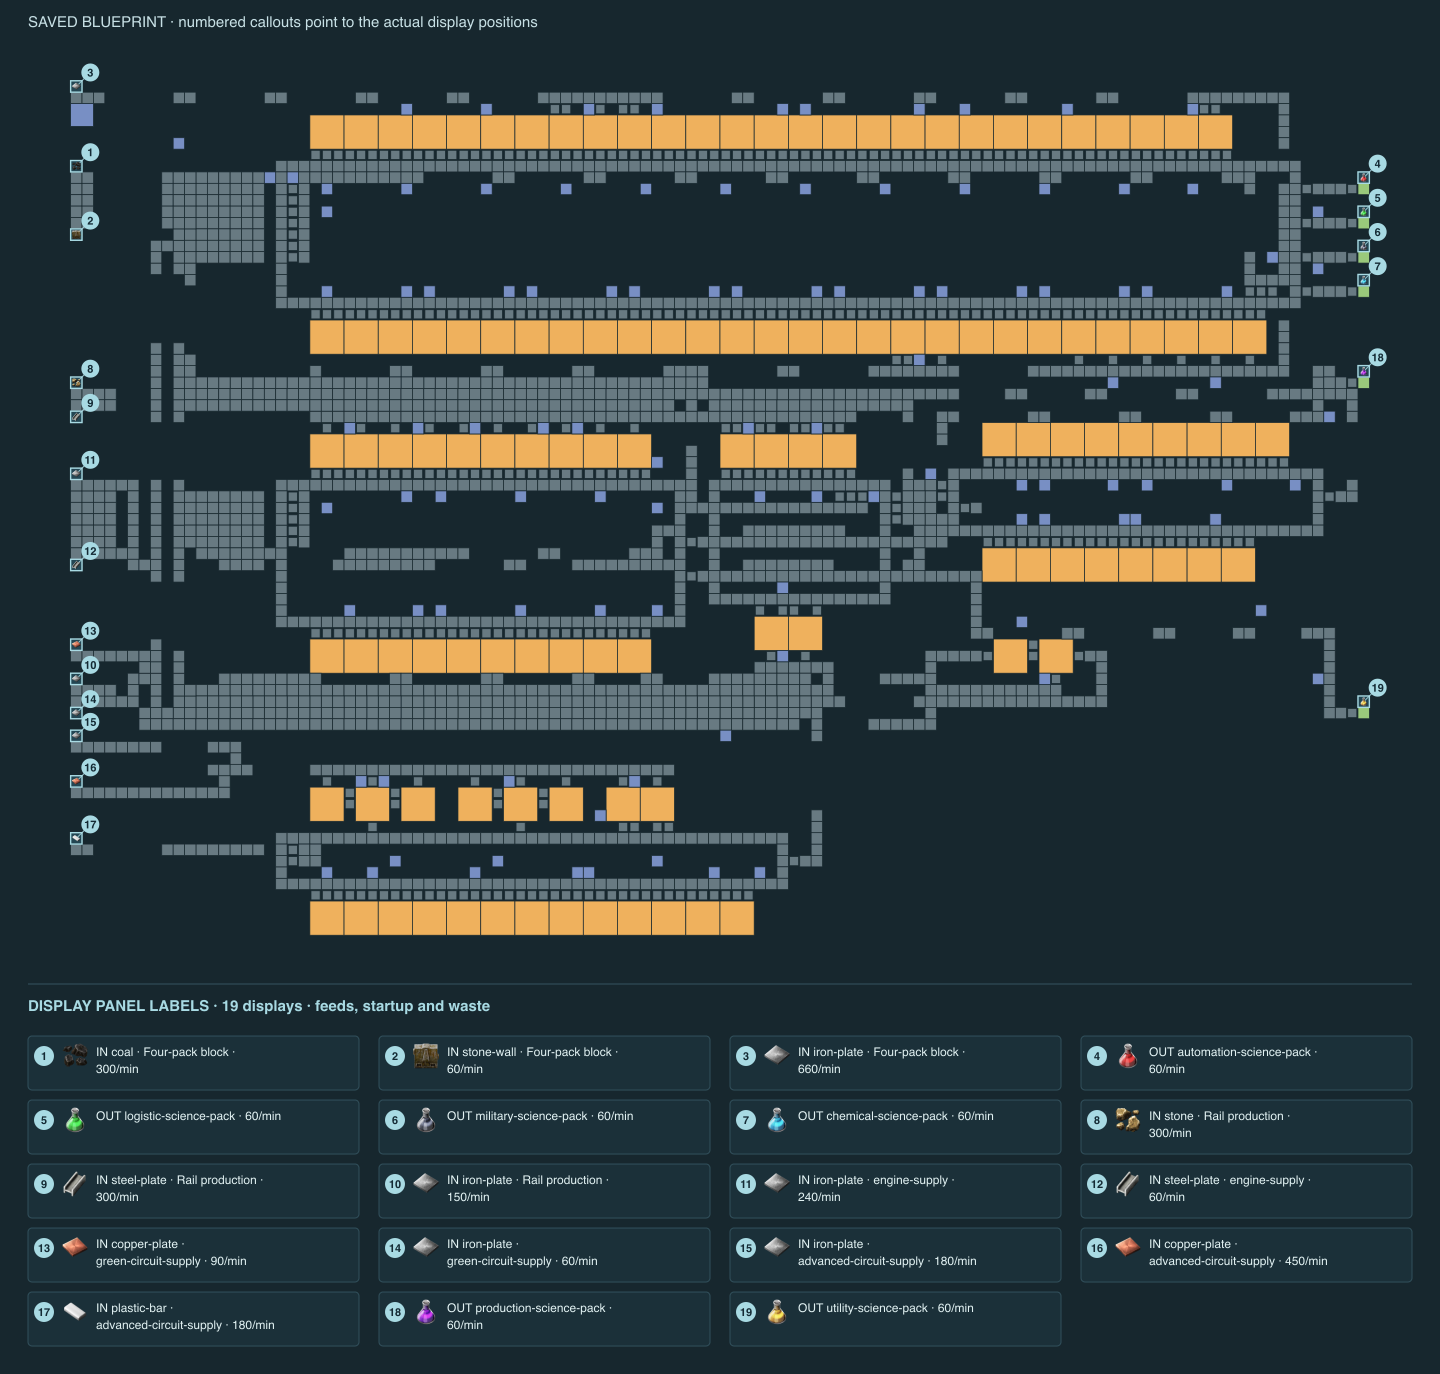 SAVED BLUEPRINT · numbered callouts point to the actual display positions
3
1
4
5
2
6
7
18
8
9
11
12
13
10
19
14
15
16
17
DISPLAY PANEL LABELS · 19 displays · feeds, startup and waste
1 IN coal · Four-pack block ·
300/min
2 IN stone-wall · Four-pack block ·
60/min
3 IN iron-plate · Four-pack block ·
660/min
4 OUT automation-science-pack ·
60/min
5 OUT logistic-science-pack · 60/min
6 OUT military-science-pack · 60/min
7 OUT chemical-science-pack · 60/min
8 IN stone · Rail production ·
300/min
9 IN steel-plate · Rail production ·
300/min
10 IN iron-plate · Rail production ·
150/min
11 IN iron-plate · engine-supply ·
240/min
12 IN steel-plate · engine-supply ·
60/min
13 IN copper-plate ·
green-circuit-supply · 90/min
14 IN iron-plate ·
green-circuit-supply · 60/min
15 IN iron-plate ·
advanced-circuit-supply · 180/min
16 IN copper-plate ·
advanced-circuit-supply · 450/min
17 IN plastic-bar ·
advanced-circuit-supply · 180/min
18 OUT production-science-pack ·
60/min
19 OUT utility-science-pack · 60/min